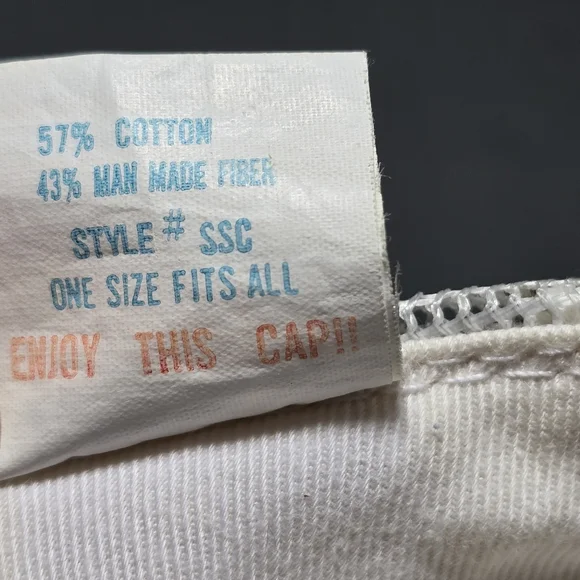 57% COTTON
43% MAN MADE FIBER
STYLE # SSC
ONE SIZE FITS ALL
ENJOY THIS CAP!!